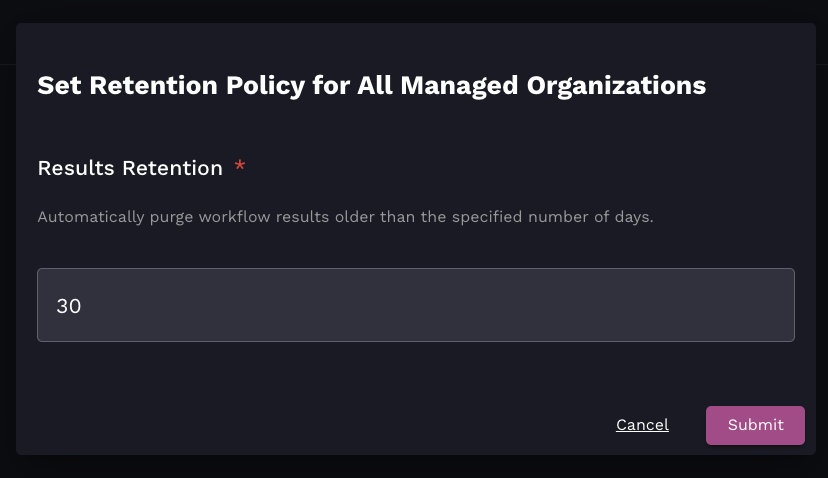 Set Retention Policy for All Managed Organizations
Results Retention *
Automatically purge workflow results older than the specified number of days.
30
Cancel
Submit